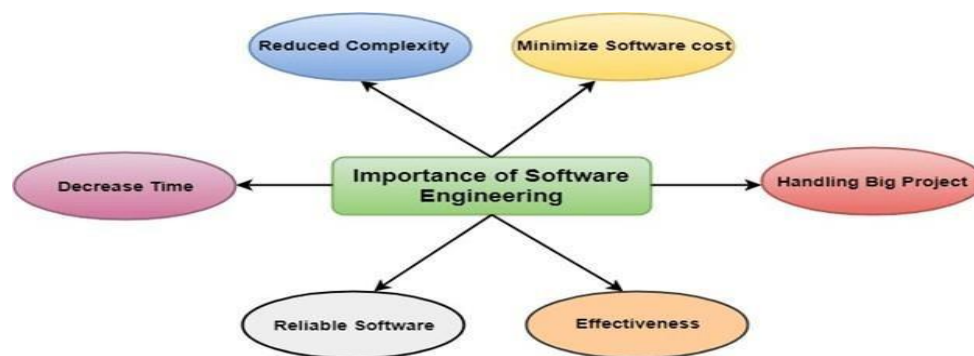 Reduced Complexity
Minimize Software cost
Decrease Time
Importance of Software
Engineering
Handling Big Project
Reliable Software
Effectiveness